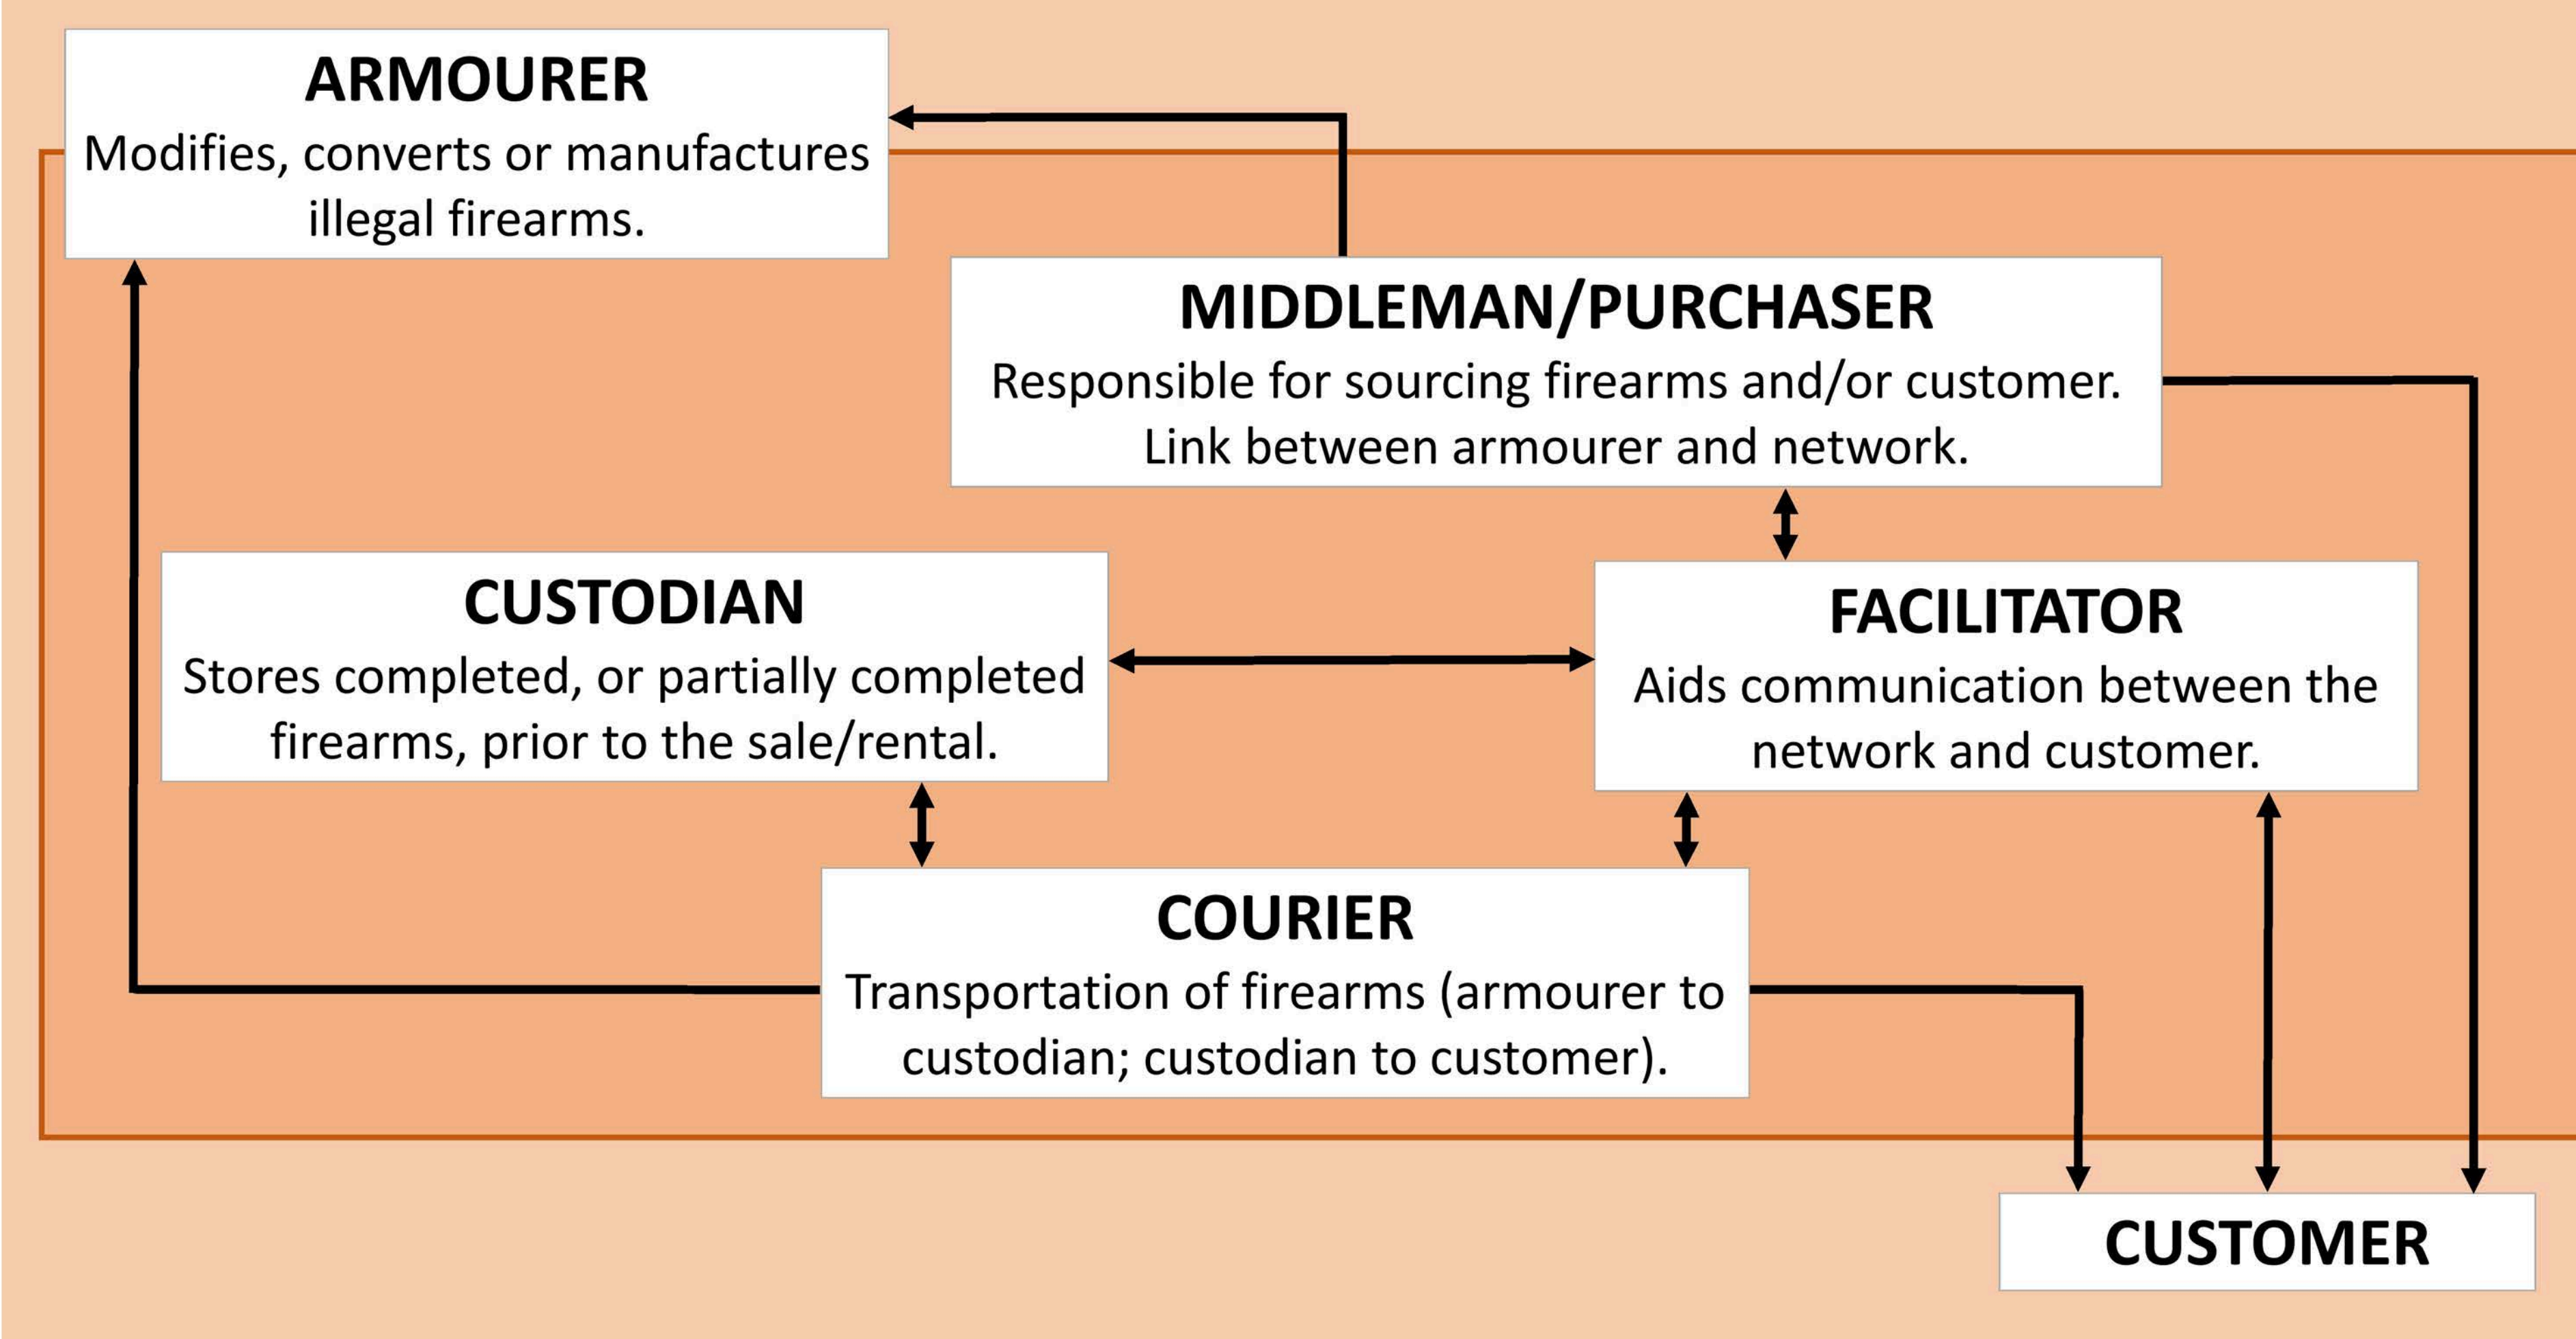 ARMOURER
Modifies, converts or manufactures
illegal firearms.
MIDDLEMAN/PURCHASER
Responsible for sourcing firearms and/or customer.
Link between armourer and network.
CUSTODIAN
Stores completed, or partially completed
firearms, prior to the sale/rental.
FACILITATOR
Aids communication between the
network and customer.
COURIER
Transportation of firearms (armourer to
custodian; custodian to customer).
CUSTOMER